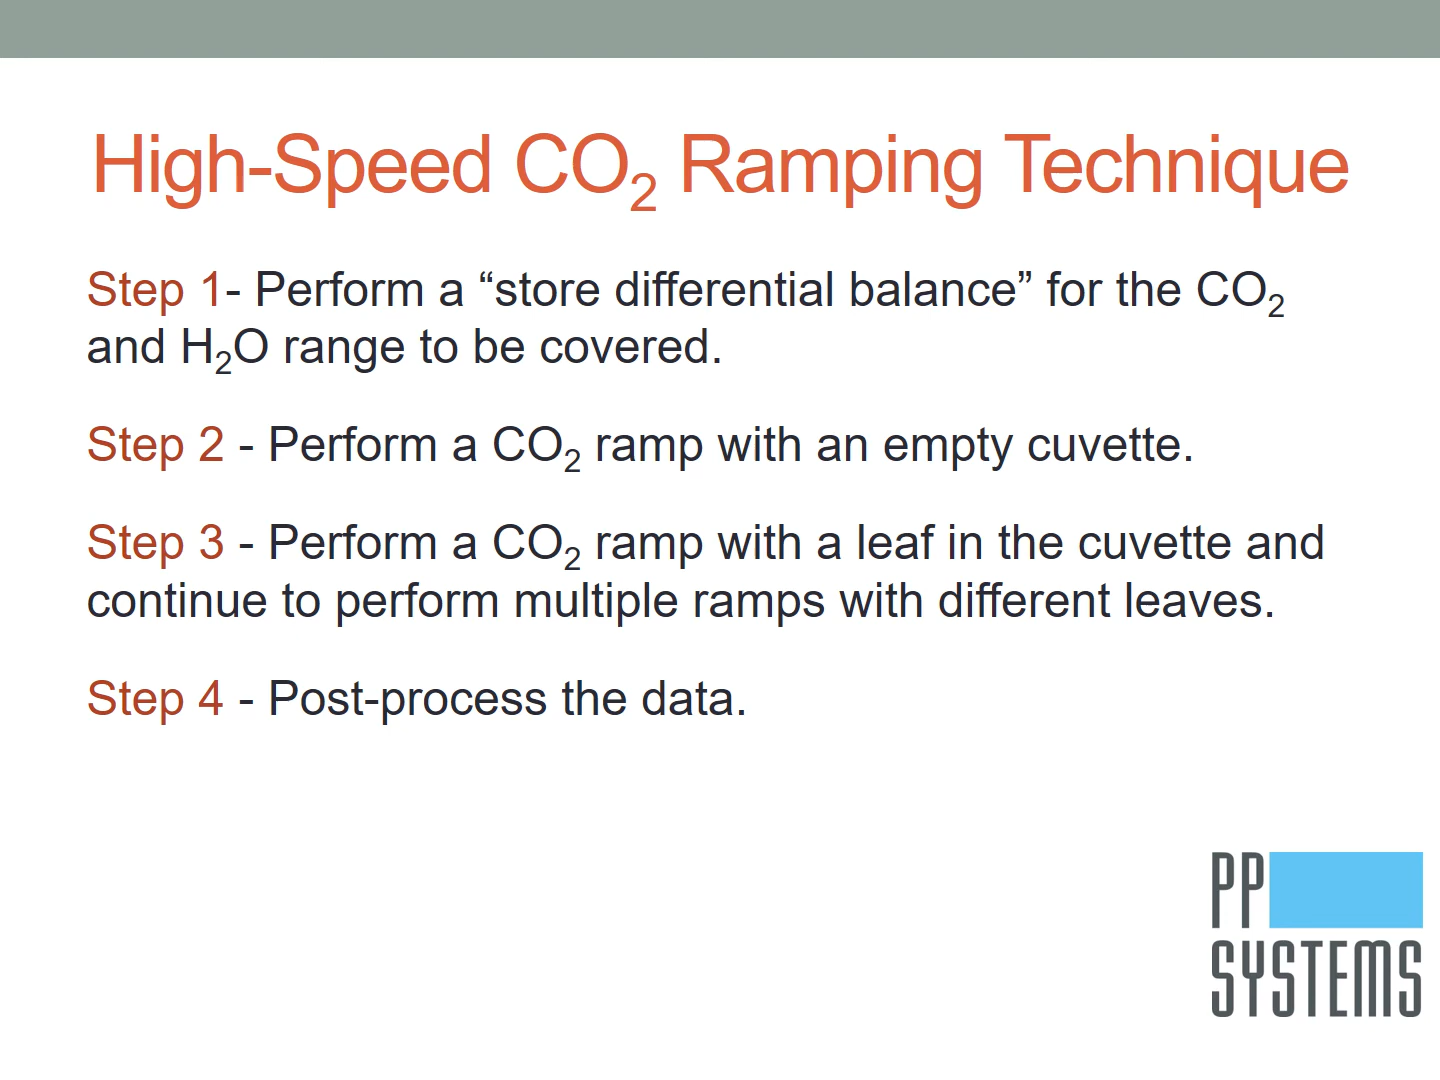 High-Speed CO₂ Ramping Technique
Step 1- Perform a “store differential balance” for the CO₂
and H₂O range to be covered.
Step 2 - Perform a CO₂ ramp with an empty cuvette.
Step 3 - Perform a CO₂ ramp with a leaf in the cuvette and
continue to perform multiple ramps with different leaves.
Step 4 - Post-process the data.
PP
SYSTEMS